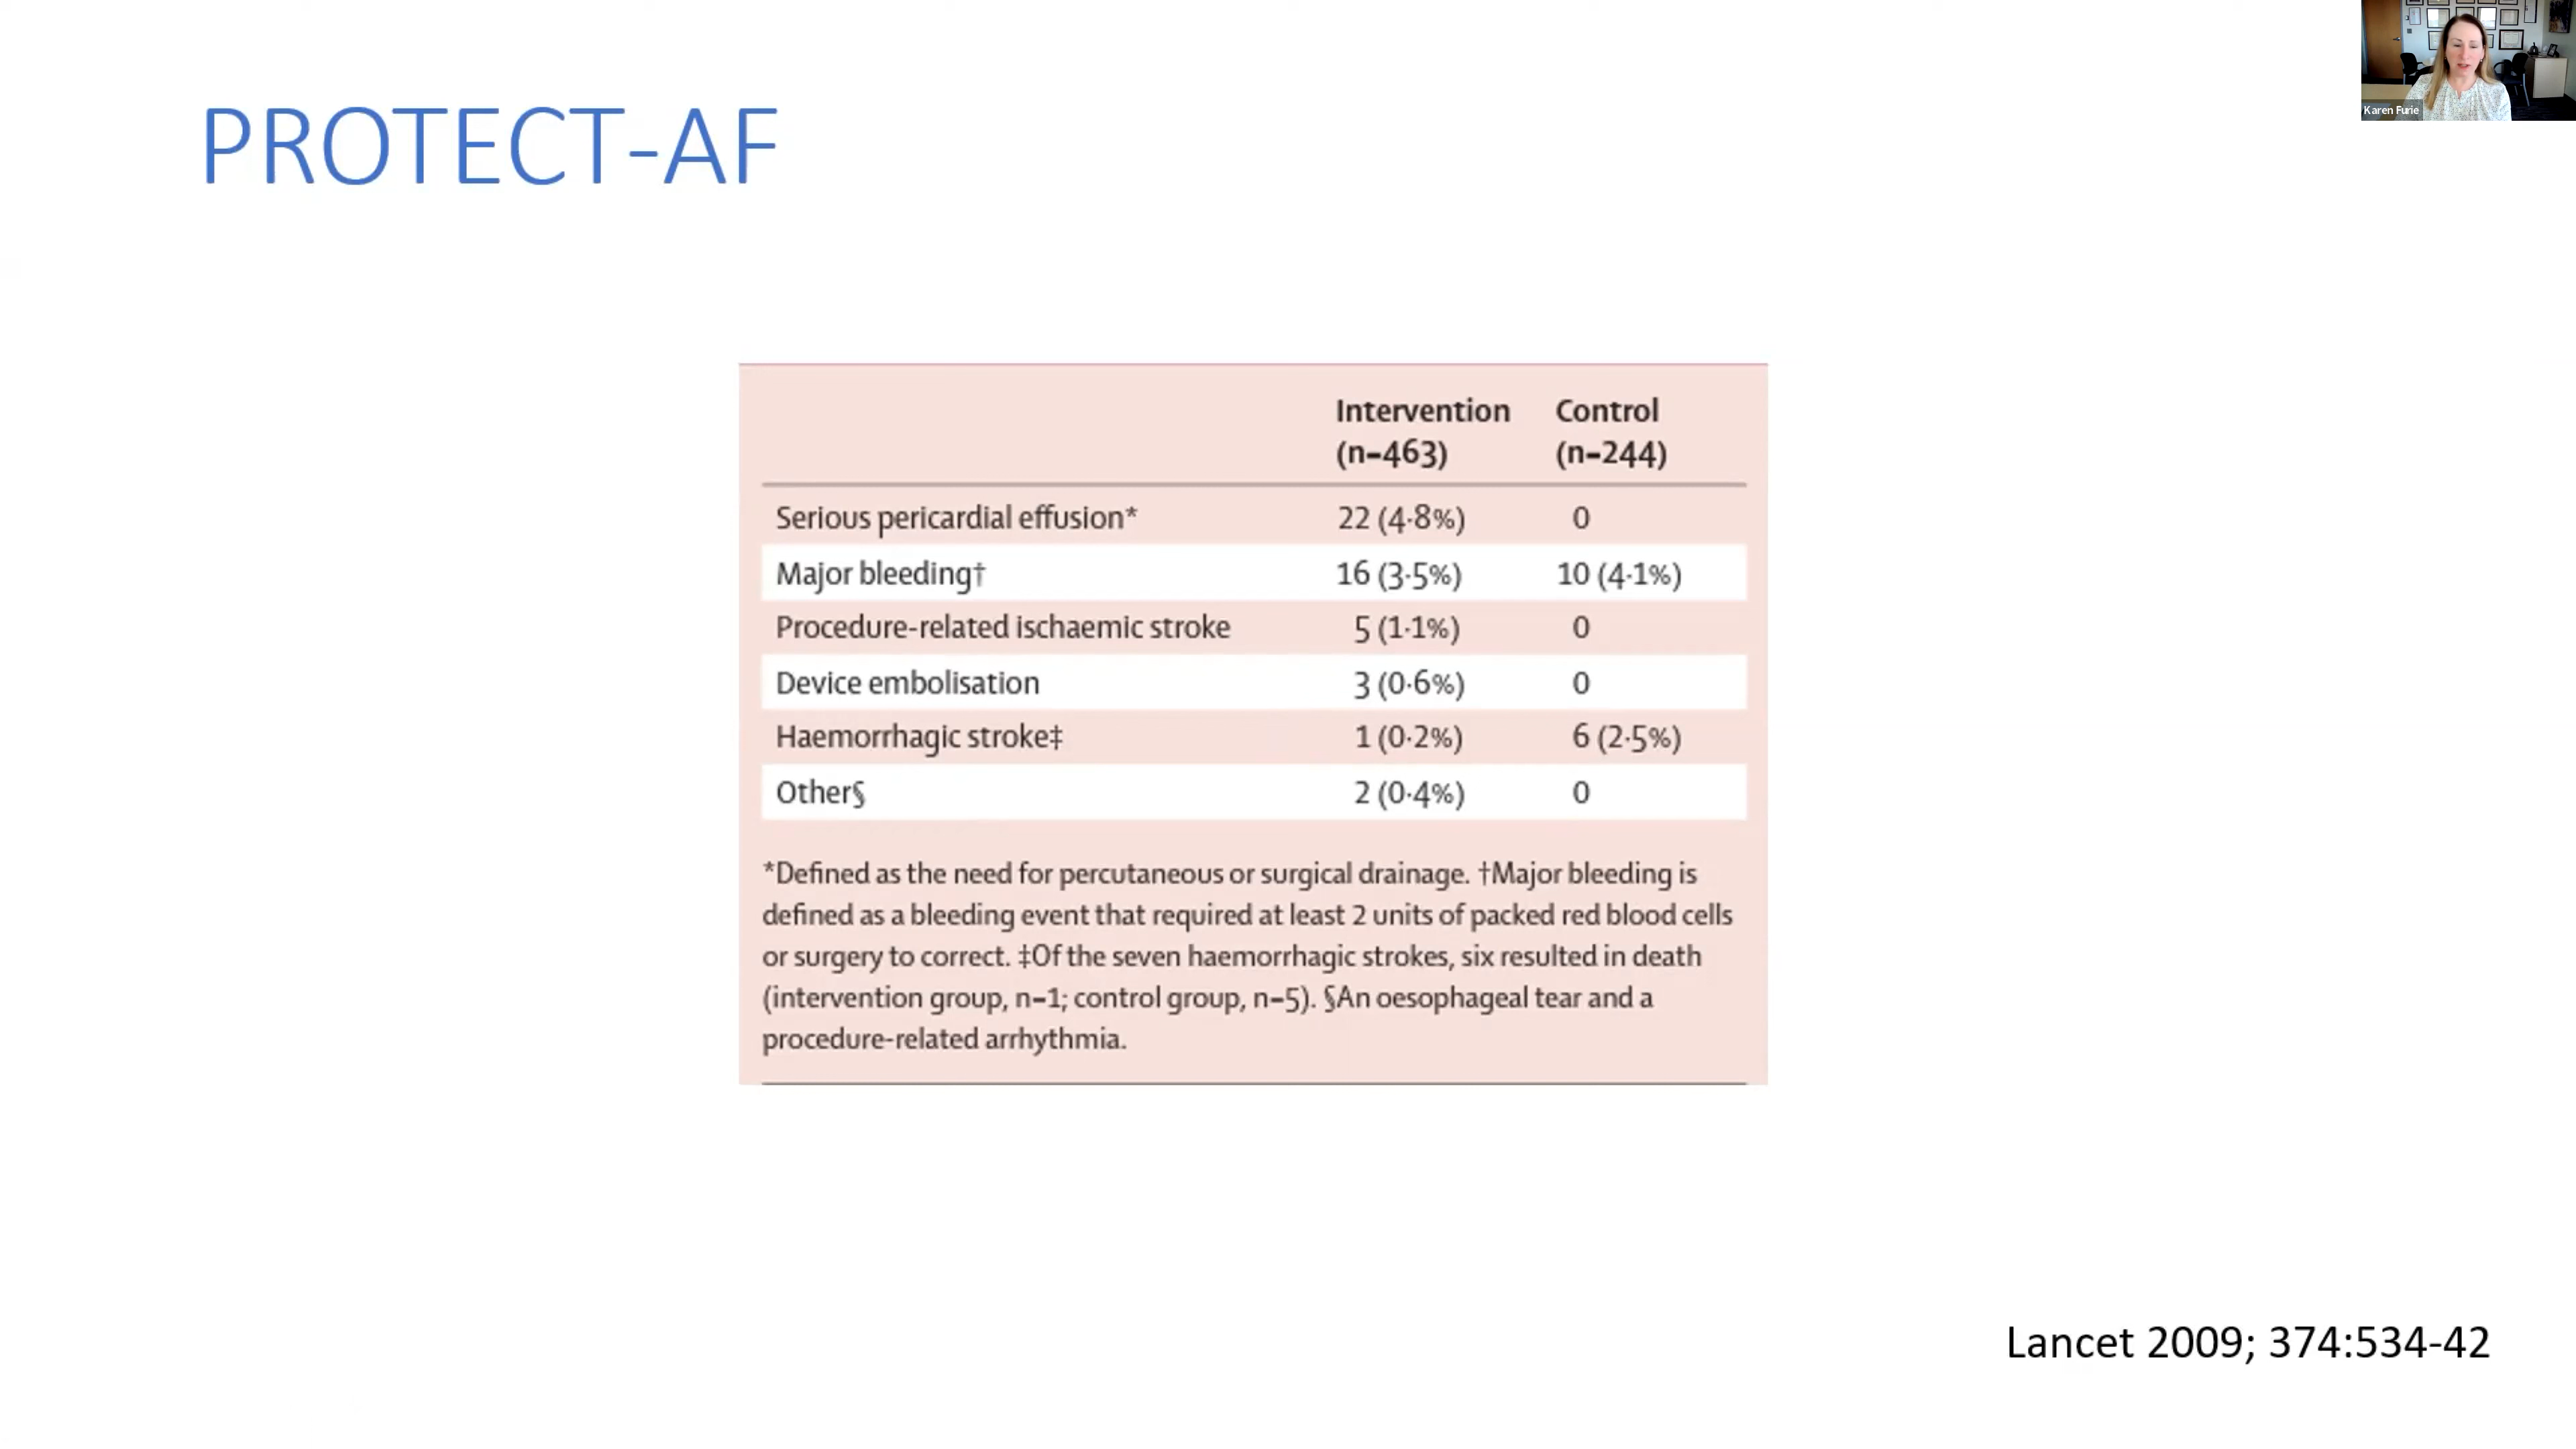 Karen Furie
PROTECT-AF
Intervention Control
(n=463) (n=244)
Serious pericardial effusion* 22 (4·8%) 0
Major bleeding† 16 (3·5%) 10 (4·1%)
Procedure-related ischaemic stroke 5 (1·1%) 0
Device embolisation 3 (0·6%) 0
Haemorrhagic stroke‡ 1 (0·2%) 6 (2·5%)
Other§ 2 (0·4%) 0
*Defined as the need for percutaneous or surgical drainage. †Major bleeding is
defined as a bleeding event that required at least 2 units of packed red blood cells
or surgery to correct. ‡Of the seven haemorrhagic strokes, six resulted in death
(intervention group, n=1; control group, n=5). §An oesophageal tear and a
procedure-related arrhythmia.
Lancet 2009; 374:534-42